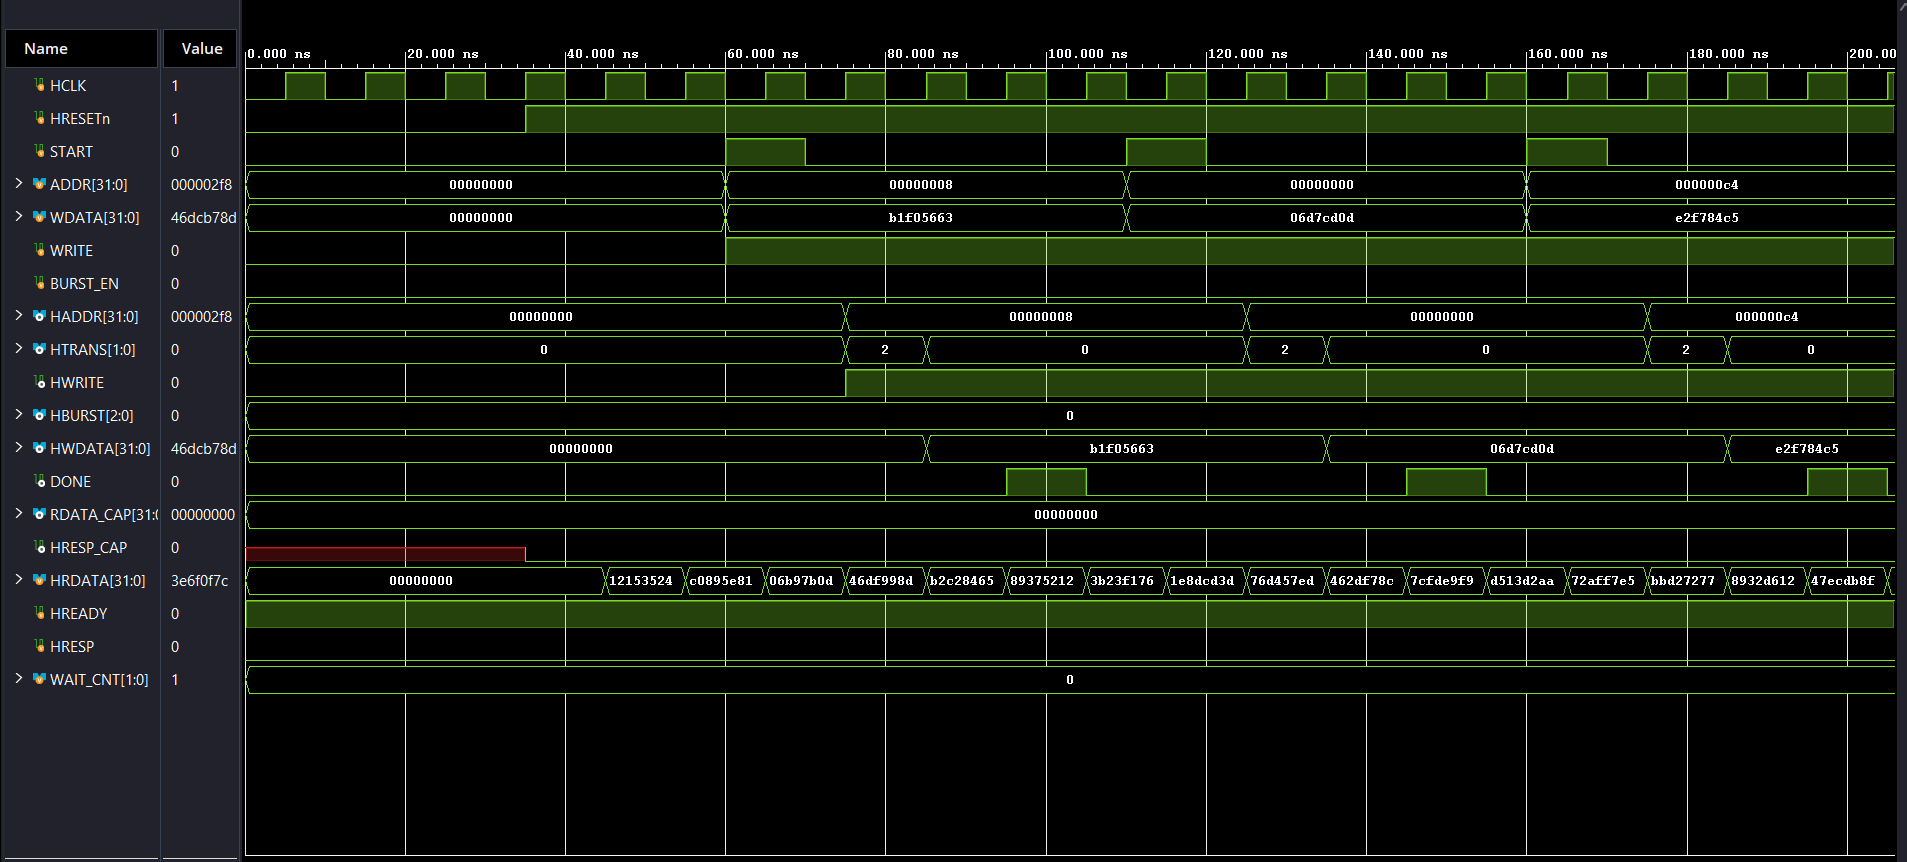 Name Value
0.000 ns 20.000 ns 40.000 ns 60.000 ns 80.000 ns 100.000 ns 120.000 ns 140.000 ns 160.000 ns 180.000 ns 200.00
HCLK 1
HRESETn 1
START 0
ADDR[31:0] 000002f8 00000000 00000008 00000000 000000c4
WDATA[31:0] 46dcb78d 00000000 b1f05663 06d7cd0d e2f784c5
WRITE 0
BURST_EN 0
HADDR[31:0] 000002f8 00000000 00000008 00000000 000000c4
HTRANS[1:0] 0 0 2 0 2 0 2 0
HWRITE 0
HBURST[2:0] 0 0
HWDATA[31:0] 46dcb78d 00000000 b1f05663 06d7cd0d e2f784c5
DONE 0
RDATA_CAP[31:( 00000000 00000000
HRESP_CAP 0
HRDATA[31:0] 3e6f0f7c 00000000 12153524 c0895e81 06b97b0d 46df998d b2c28465 89375212 3b23f176 1e8dcd3d 76d457ed 462df78c 7cfde9f9 d513d2aa 72aff7e5 bbd27277 8932d612 47ecdb8f
HREADY 0
HRESP 0
WAIT_CNT[1:0] 1 0